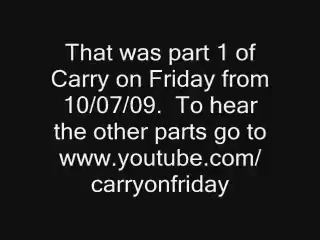 That was part 1 of
Carry on Friday from
10/07/09.  To hear
the other parts go to
www.youtube.com/
carryonfriday